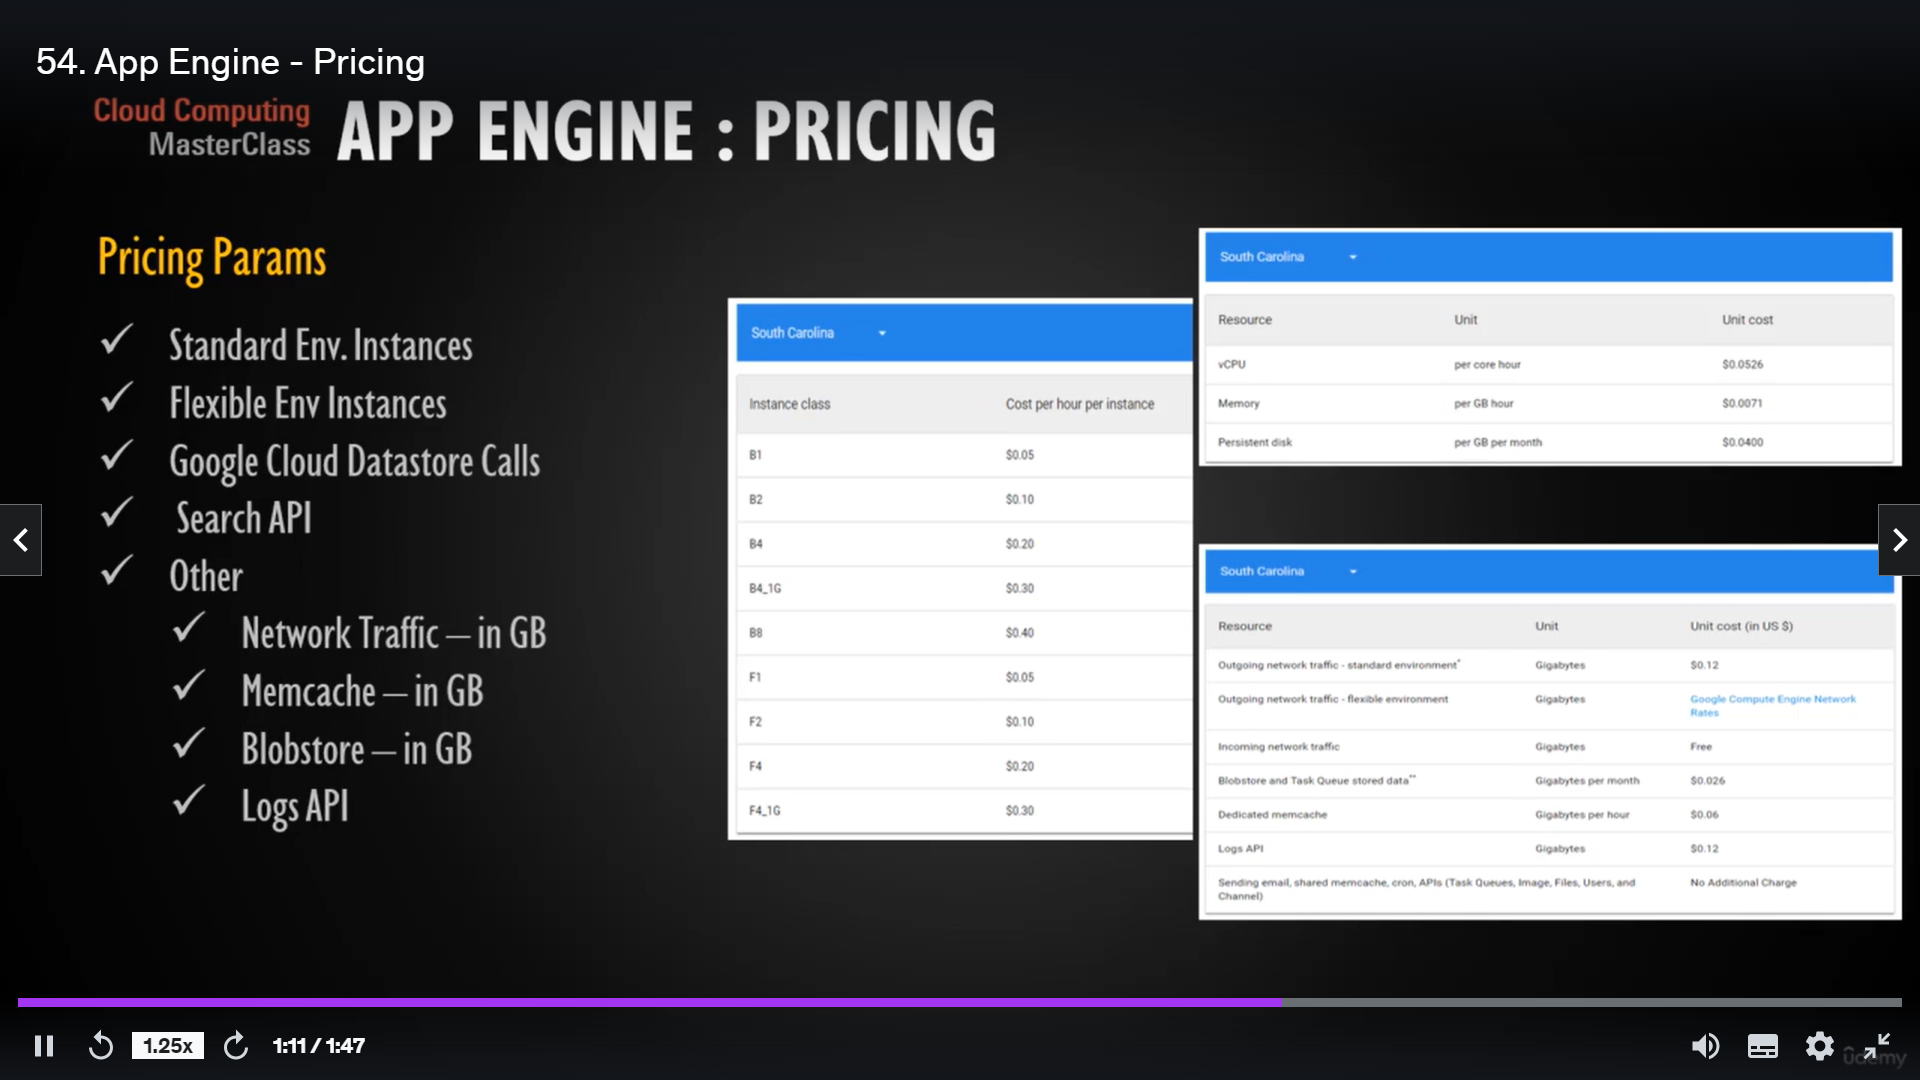 54. App Engine - Pricing
Cloud Computing
MasterClass
APP ENGINE : PRICING
Pricing Params
Standard Env. Instances
Flexible Env Instances
Google Cloud Datastore Calls
Search API
Other
Network Traffic – in GB
Memcache – in GB
Blobstore – in GB
Logs API
South Carolina
Instance class Cost per hour per instance
B1 $0.05
B2 $0.10
B4 $0.20
B4_1G $0.30
B8 $0.40
F1 $0.05
F2 $0.10
F4 $0.20
F4_1G $0.30
South Carolina
Resource Unit Unit cost
vCPU per core hour $0.0526
Memory per GB hour $0.0071
Persistent disk per GB per month $0.0400
South Carolina
Resource Unit Unit cost (in US $)
Outgoing network traffic - standard environment* Gigabytes $0.12
Outgoing network traffic - flexible environment Gigabytes Google Compute Engine Network
Rates
Incoming network traffic Gigabytes Free
Blobstore and Task Queue stored data** Gigabytes per month $0.026
Dedicated memcache Gigabytes per hour $0.06
Logs API Gigabytes $0.12
Sending email, shared memcache, cron, APIs (Task Queues, Image, Files, Users, and No Additional Charge
Channel)
1.25x
1:11 / 1:47
ûdemy